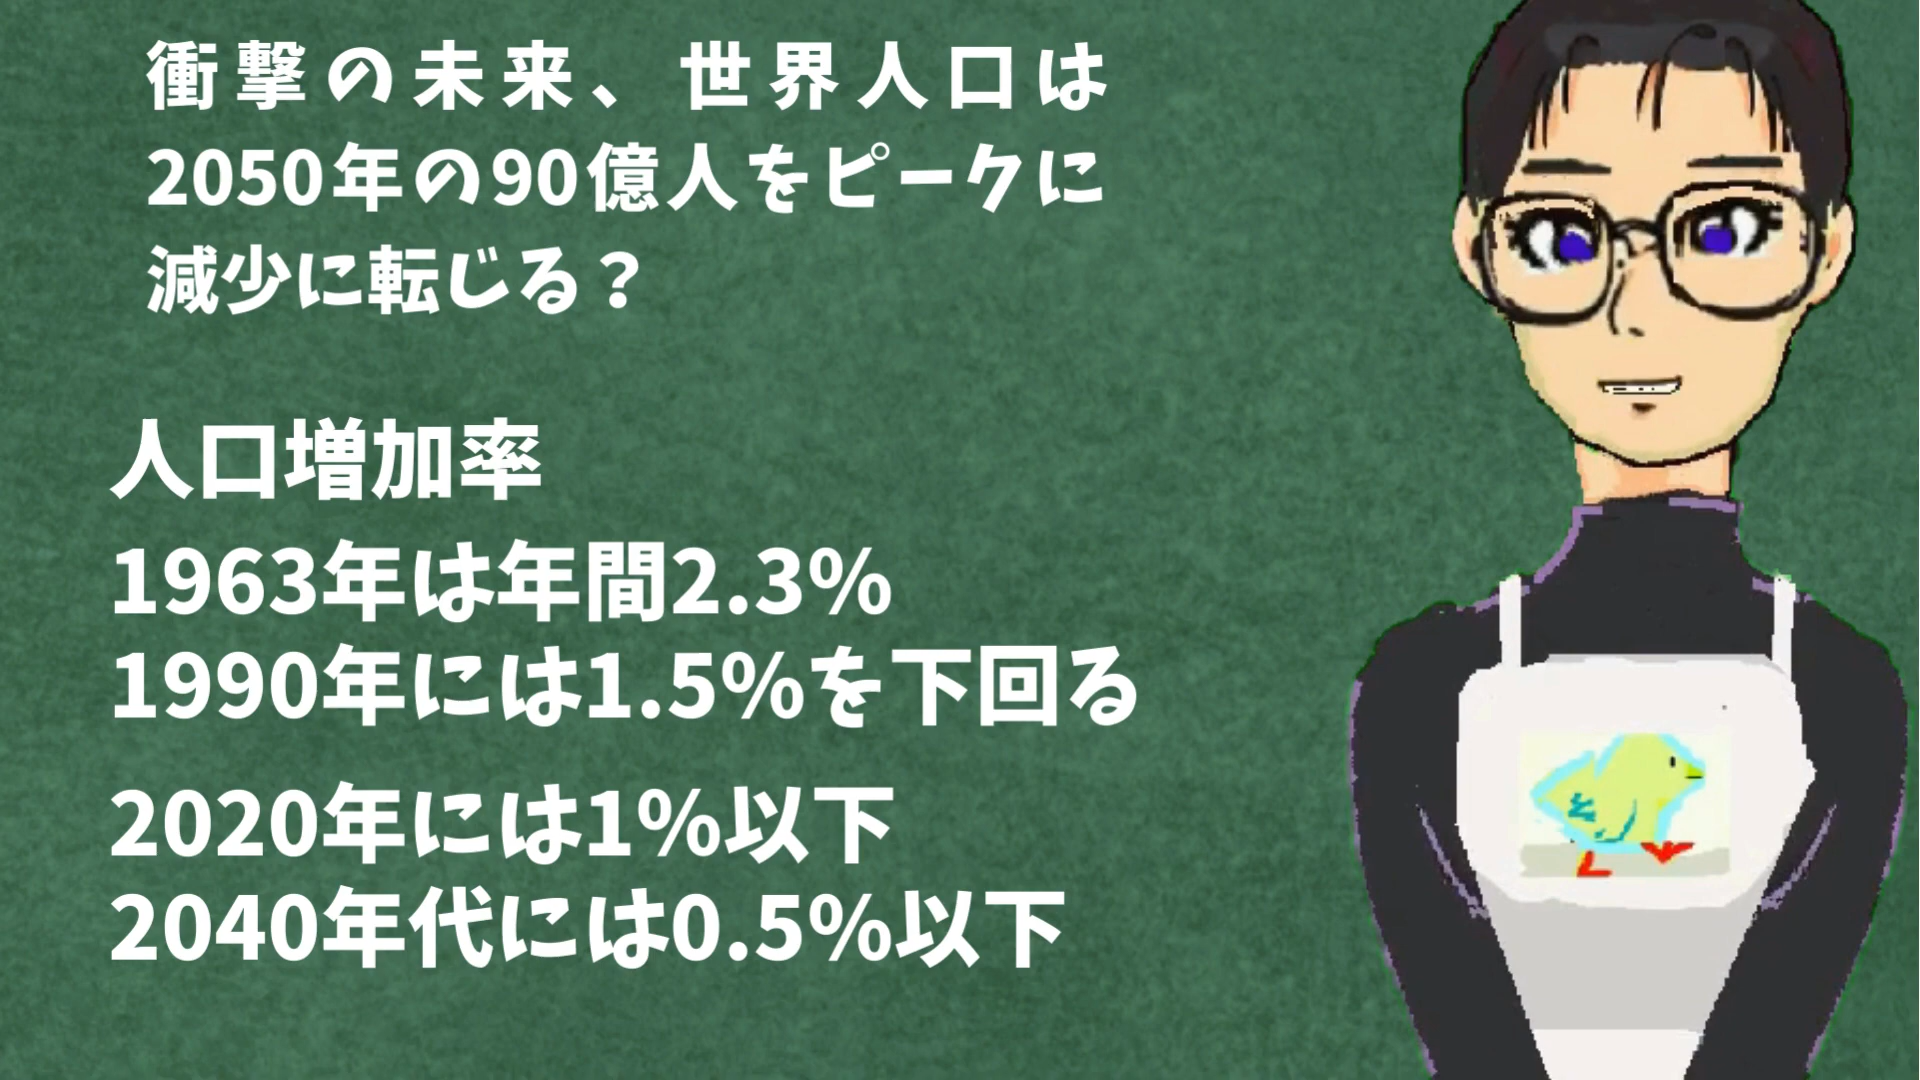 衝撃の未来、世界人口は
2050年の90億人をピークに
減少に転じる？
人口増加率
1963年は年間2.3%
1990年には1.5%を下回る
2020年には1%以下
2040年代には0.5%以下